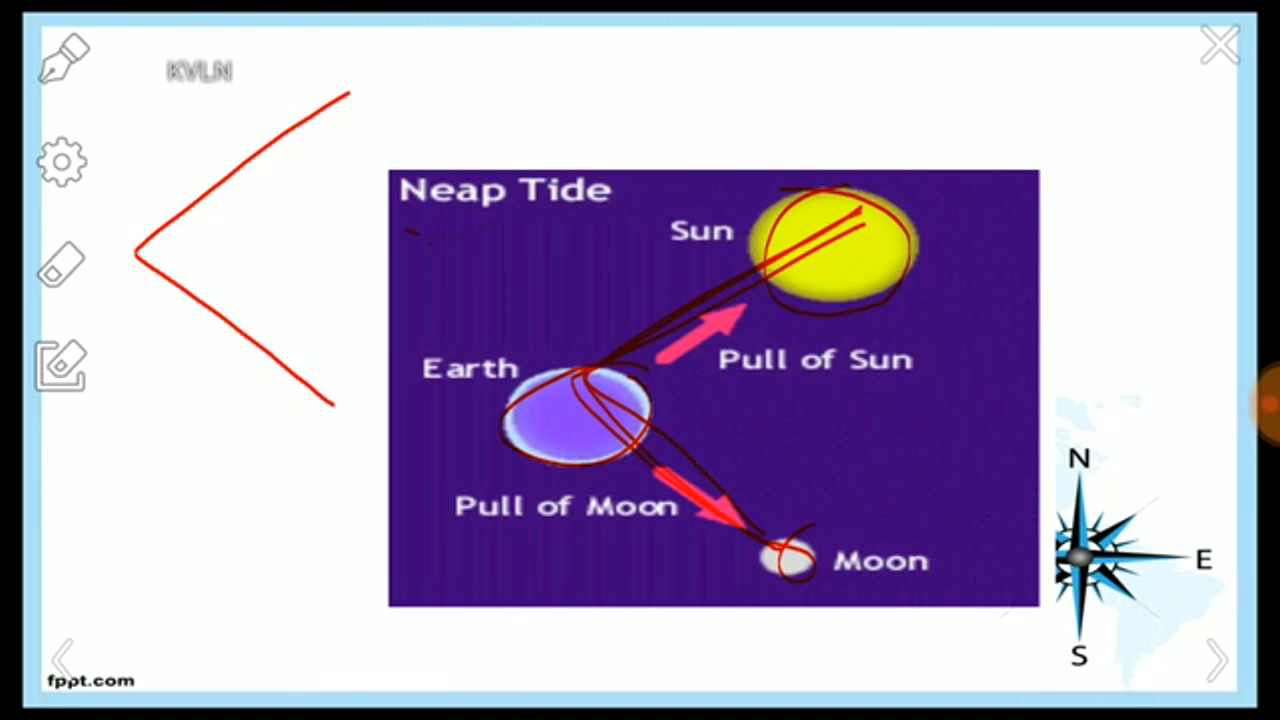 KVLN
Neap Tide
Sun
Pull of Sun
Earth
Pull of Moon
Moon
N
E
S
fppt.com